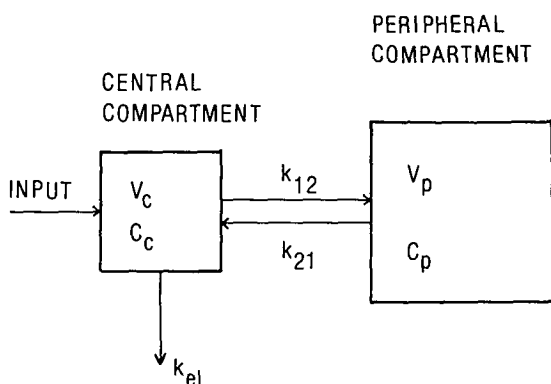 PERIPHERAL
COMPARTMENT
CENTRAL
COMPARTMENT
INPUT
V_c
C_c
k_12
k_21
V_p
C_p
k_el